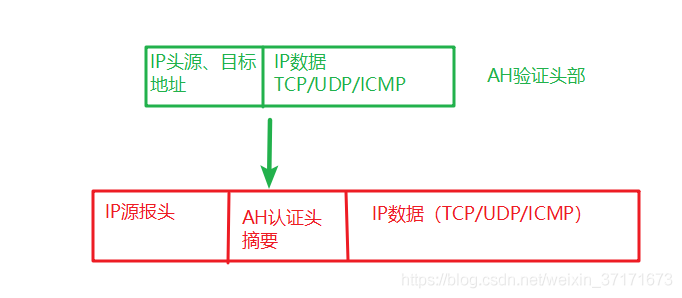 IP头源、目标
地址
IP数据
TCP/UDP/ICMP
AH验证头部
IP源报头
AH认证头
摘要
IP数据（TCP/UDP/ICMP）
https://blog.csdn.net/weixin_37171673